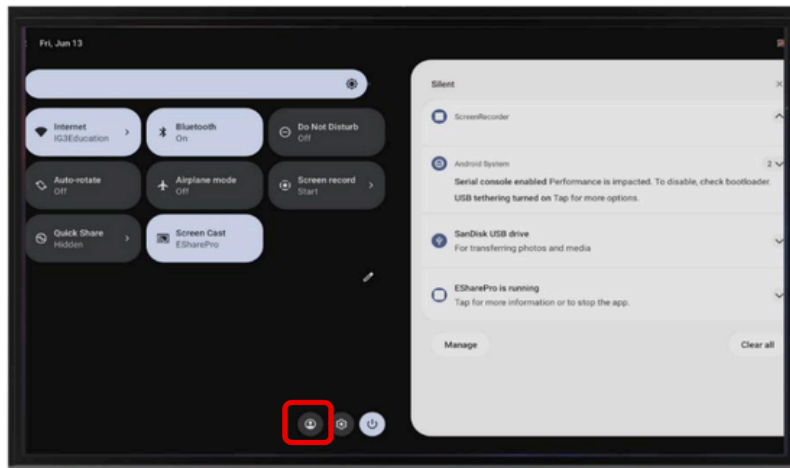 Fri, Jun 13
Internet
IG3Education
Bluetooth
On
Do Not Disturb
Off
Auto-rotate
Off
Airplane mode
Off
Screen record
Start
Quick Share
Hidden
Screen Cast
ESharePro
Silent
ScreenRecorder
Android System
2
Serial console enabled Performance is impacted. To disable, check bootloader.
USB tethering turned on Tap for more options.
SanDisk USB drive
For transferring photos and media
ESharePro is running
Tap for more information or to stop the app.
Manage
Clear all